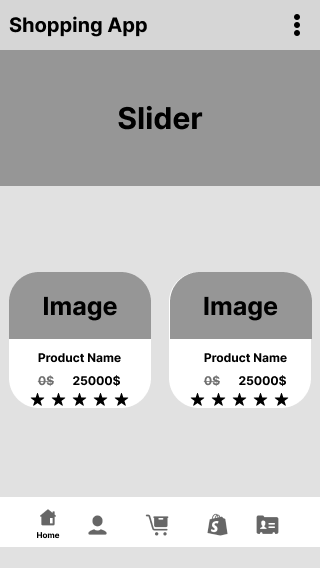 Shopping App
Slider
Image Image
Product Name Product Name
0$ 25000$ 0$ 25000$
Home